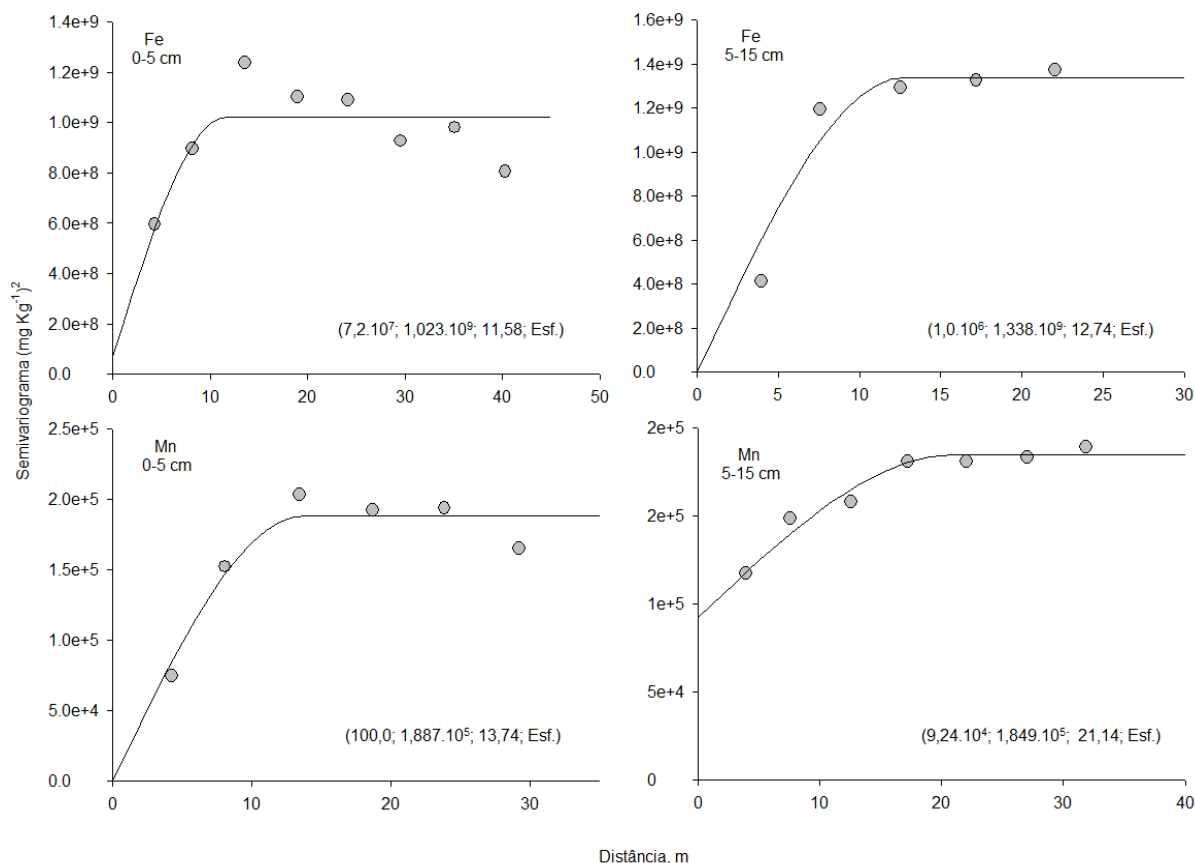 Semivariograma (mg Kg⁻¹)²
Fe
0-5 cm
1.4e+9
1.2e+9
1.0e+9
8.0e+8
6.0e+8
4.0e+8
2.0e+8
0.0
(7,2.10⁷; 1,023.10⁹; 11,58; Esf.)
0 10 20 30 40 50
Fe
5-15 cm
1.6e+9
1.4e+9
1.2e+9
1e+9
8.0e+8
6.0e+8
4.0e+8
2.0e+8
0.0
(1,0.10⁶; 1,338.10⁹; 12,74; Esf.)
0 5 10 15 20 25 30
Mn
0-5 cm
2.5e+5
2.0e+5
1.5e+5
1.0e+5
5.0e+4
0.0
(100,0; 1,887.10⁵; 13,74; Esf.)
0 10 20 30
Mn
5-15 cm
2e+5
2e+5
1e+5
5e+4
0
(9,24.10⁴; 1,849.10⁵; 21,14; Esf.)
0 10 20 30 40
Distância, m